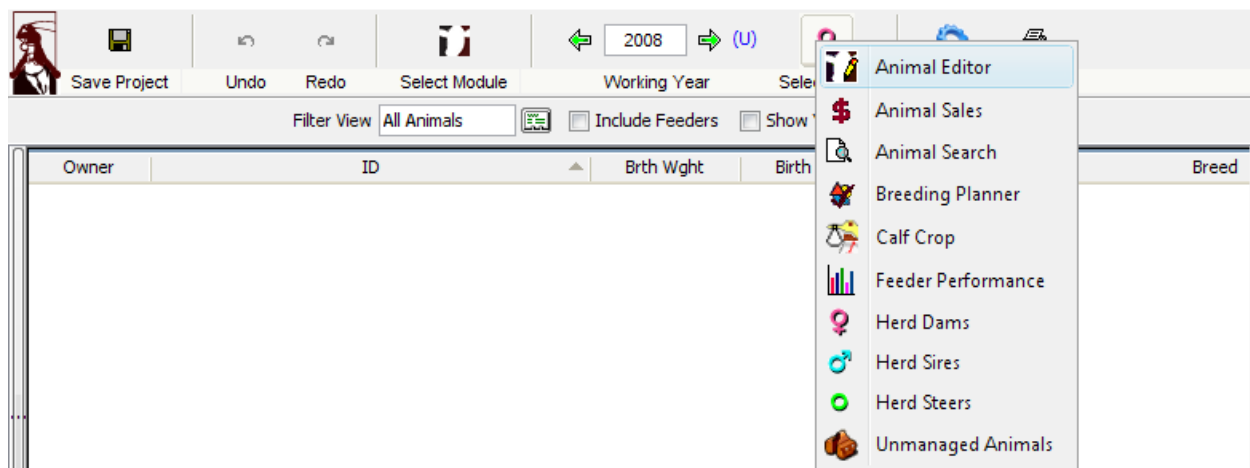 2008 (U)
Save Project Undo Redo Select Module Working Year
Filter View All Animals Include Feeders Show
Owner ID Brth Wght Birth Breed
Animal Editor
Animal Sales
Animal Search
Breeding Planner
Calf Crop
Feeder Performance
Herd Dams
Herd Sires
Herd Steers
Unmanaged Animals